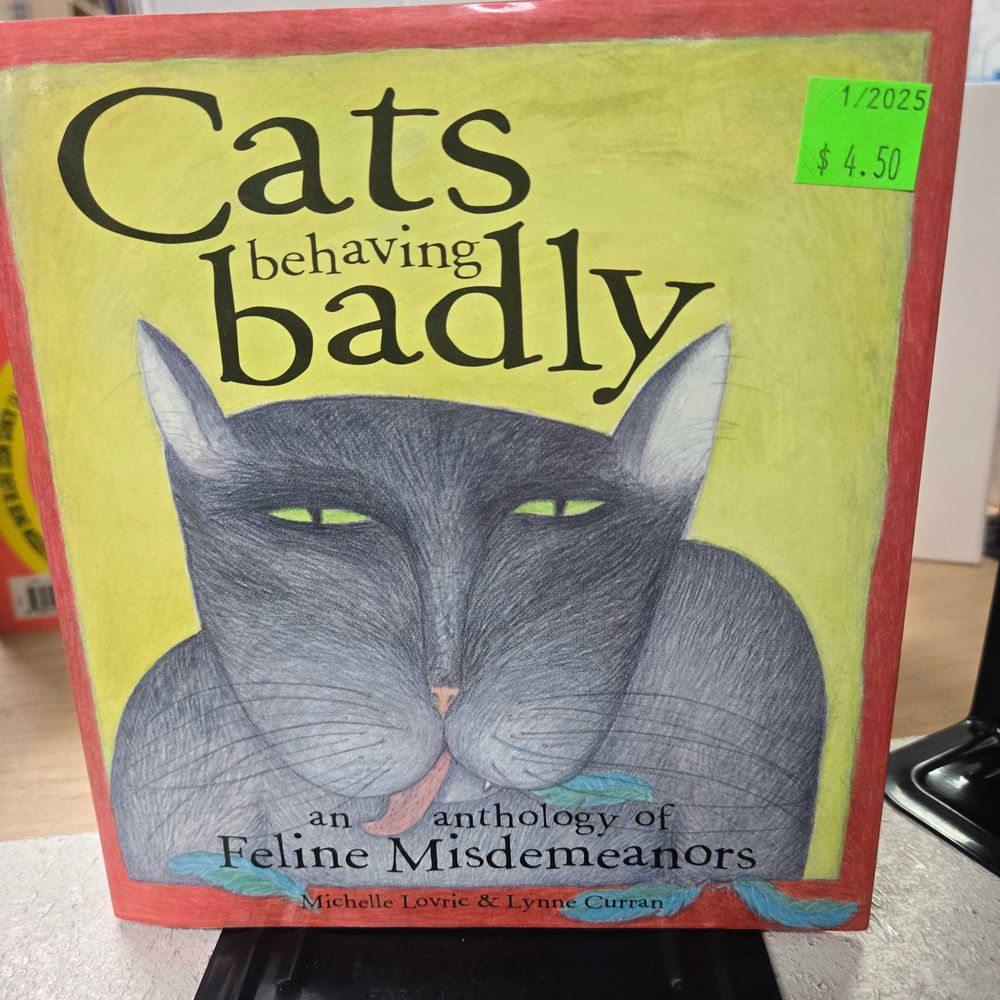 Cats
behaving
badly
1/2025
$ 4.50
an anthology of
Feline Misdemeanors
Michelle Lovric & Lynne Curran